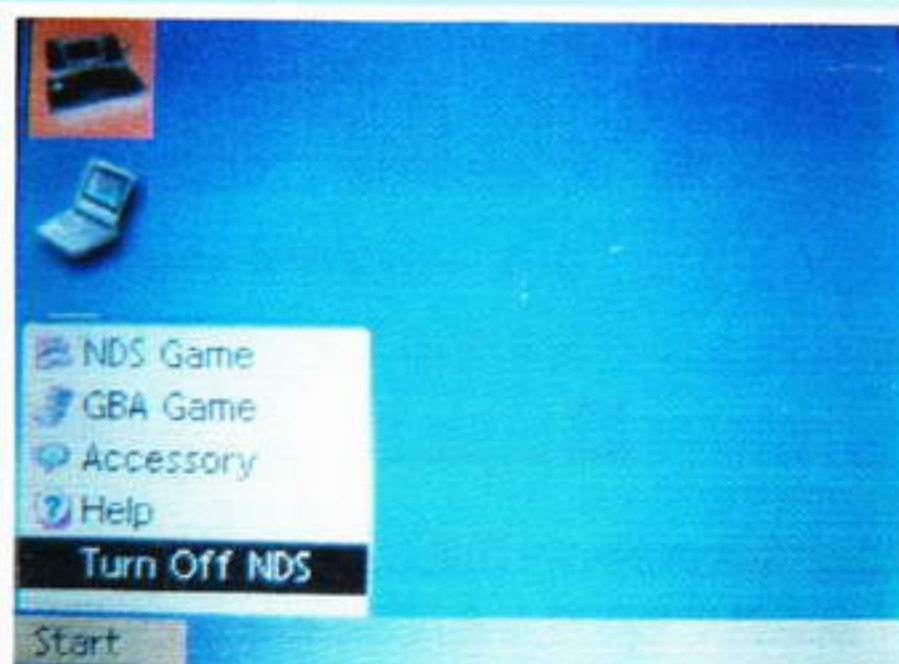 NDS Game
GBA Game
Accessory
Help
Turn Off NDS
Start